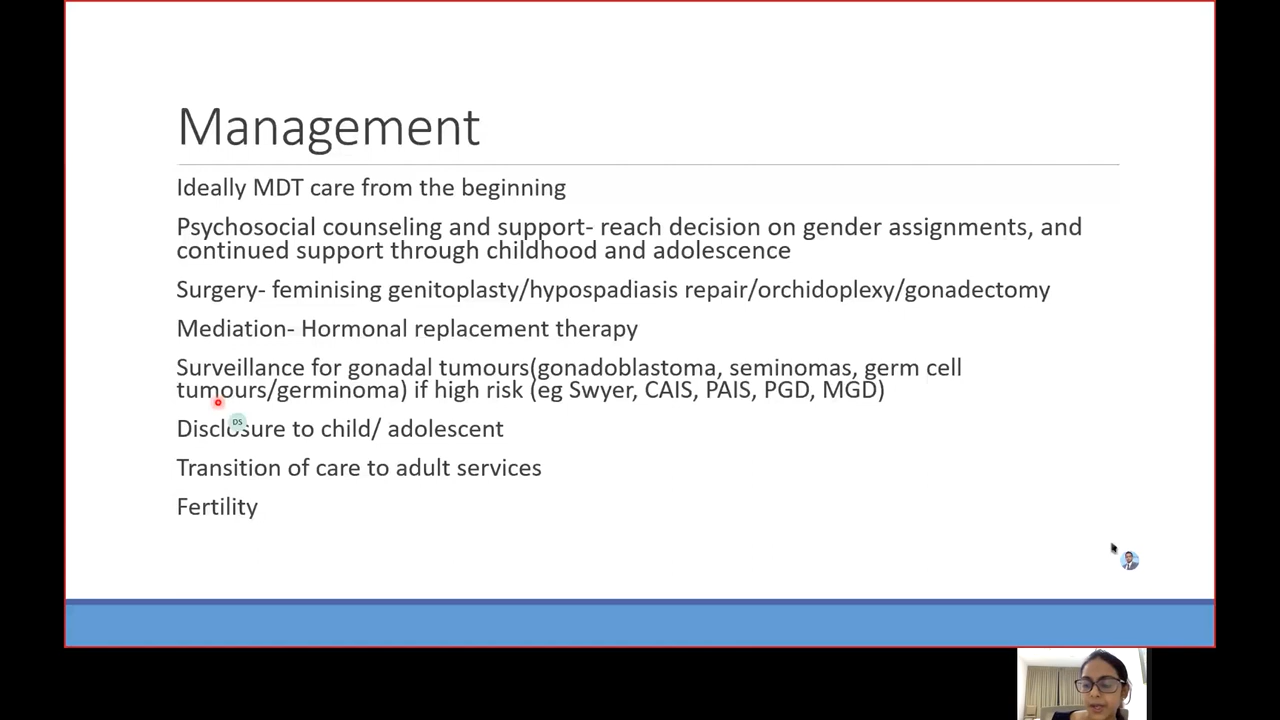 Management
Ideally MDT care from the beginning
Psychosocial counseling and support- reach decision on gender assignments, and
continued support through childhood and adolescence
Surgery- feminising genitoplasty/hypospadiasis repair/orchidoplexy/gonadectomy
Mediation- Hormonal replacement therapy
Surveillance for gonadal tumours(gonadoblastoma, seminomas, germ cell
tumours/germinoma) if high risk (eg Swyer, CAIS, PAIS, PGD, MGD)
DS
Disclosure to child/ adolescent
Transition of care to adult services
Fertility